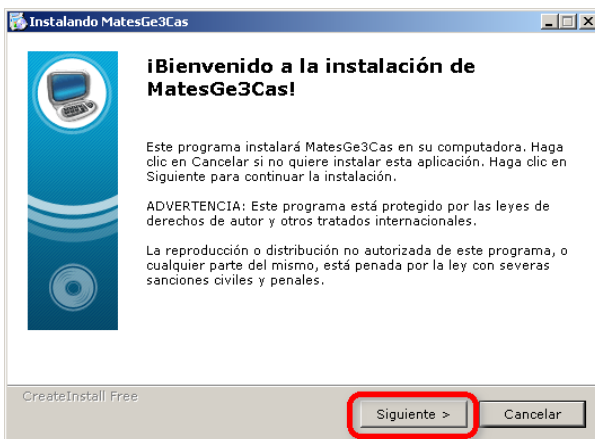 Instalando MatesGe3Cas
¡Bienvenido a la instalación de
MatesGe3Cas!
Este programa instalará MatesGe3Cas en su computadora. Haga
clic en Cancelar si no quiere instalar esta aplicación. Haga clic en
Siguiente para continuar la instalación.
ADVERTENCIA: Este programa está protegido por las leyes de
derechos de autor y otros tratados internacionales.
La reproducción o distribución no autorizada de este programa, o
cualquier parte del mismo, está penada por la ley con severas
sanciones civiles y penales.
CreateInstall Free
Siguiente > Cancelar